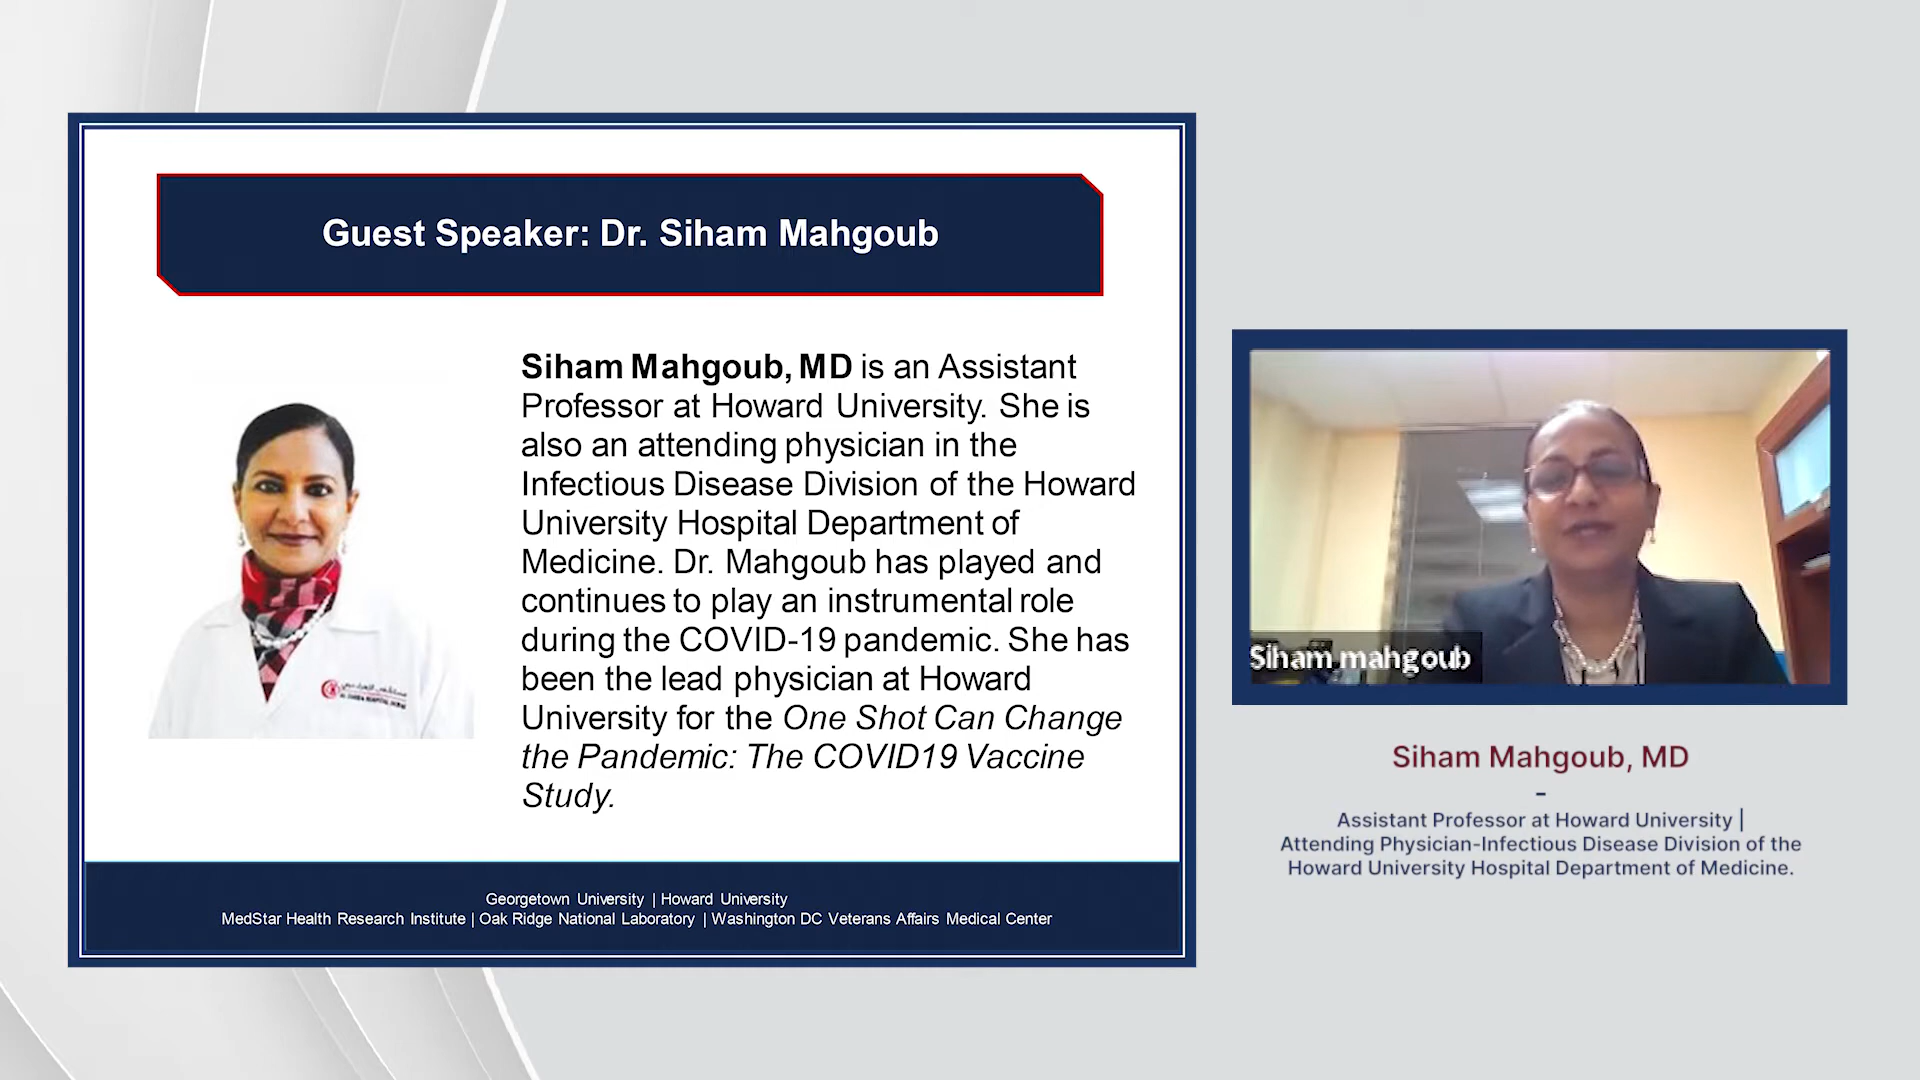 Guest Speaker: Dr. Siham Mahgoub
Siham Mahgoub, MD is an Assistant
Professor at Howard University. She is
also an attending physician in the
Infectious Disease Division of the Howard
University Hospital Department of
Medicine. Dr. Mahgoub has played and
continues to play an instrumental role
during the COVID-19 pandemic. She has
been the lead physician at Howard
University for the One Shot Can Change
the Pandemic: The COVID19 Vaccine
Study.
Georgetown University | Howard University
MedStar Health Research Institute | Oak Ridge National Laboratory | Washington DC Veterans Affairs Medical Center
Siham mahgoub
Siham Mahgoub, MD
-
Assistant Professor at Howard University |
Attending Physician-Infectious Disease Division of the
Howard University Hospital Department of Medicine.